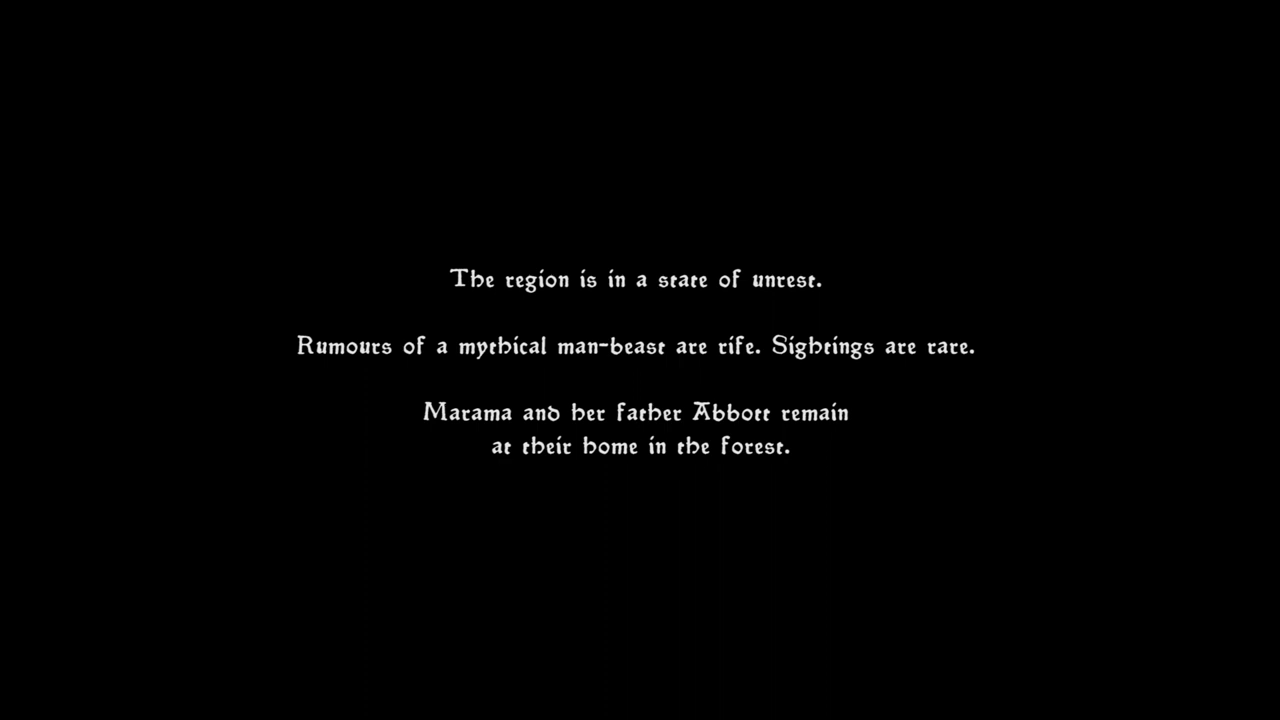 The region is in a state of unrest.
Rumours of a mythical man-beast are rife. Sightings are rare.
Marama and her father Abbott remain
at their home in the forest.